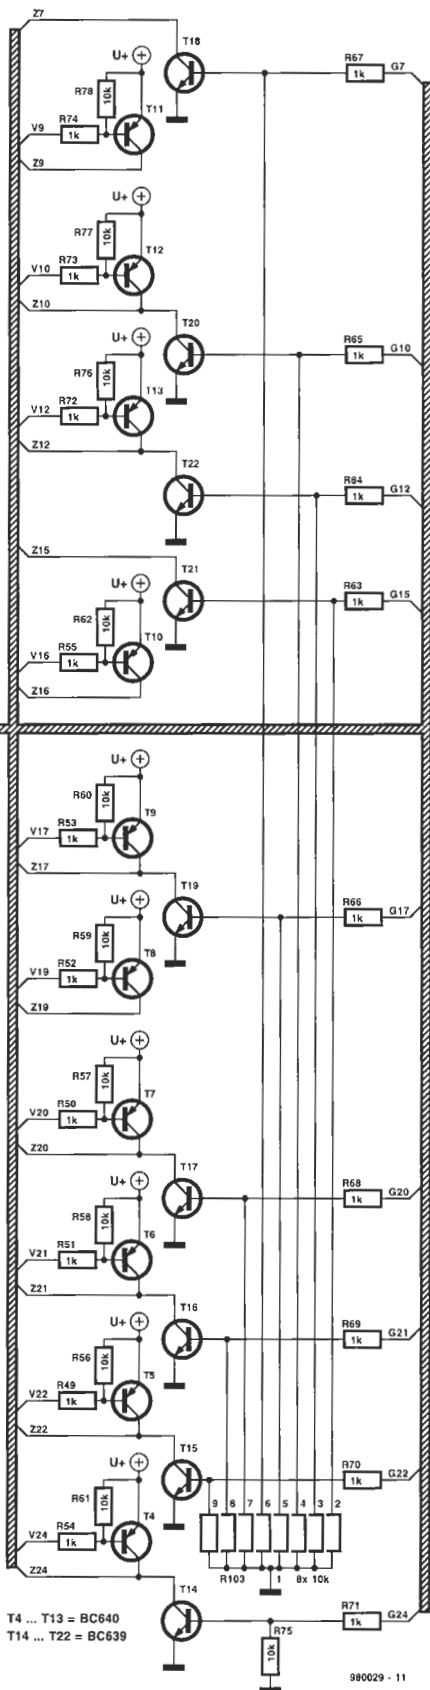 Z7
T18
R67
G7
1k
U+
R78
10k
T11
V9
R74
1k
Z9
U+
R77
10k
T12
V10
R73
1k
Z10
T20
R65
G10
1k
U+
R76
10k
T13
V12
R72
1k
Z12
T22
R64
G12
1k
Z15
T21
R63
G15
1k
U+
R62
10k
T10
V16
R55
1k
Z16
U+
R60
10k
T9
V17
R53
1k
Z17
T19
R66
G17
1k
U+
R59
10k
T8
V19
R52
1k
Z19
U+
R57
10k
T7
V20
R50
1k
Z20
T17
R68
G20
1k
U+
R58
10k
T6
V21
R51
1k
Z21
T16
R69
G21
1k
U+
R56
10k
T5
V22
R49
1k
Z22
T15
R70
G22
1k
U+
R61
10k
T4
V24
R54
1k
Z24
9 8 7 6 5 4 3 2
R103 1 8x 10k
T14
R71
G24
1k
R75
10k
T4 ... T13 = BC640
T14 ... T22 = BC639
980029 - 11